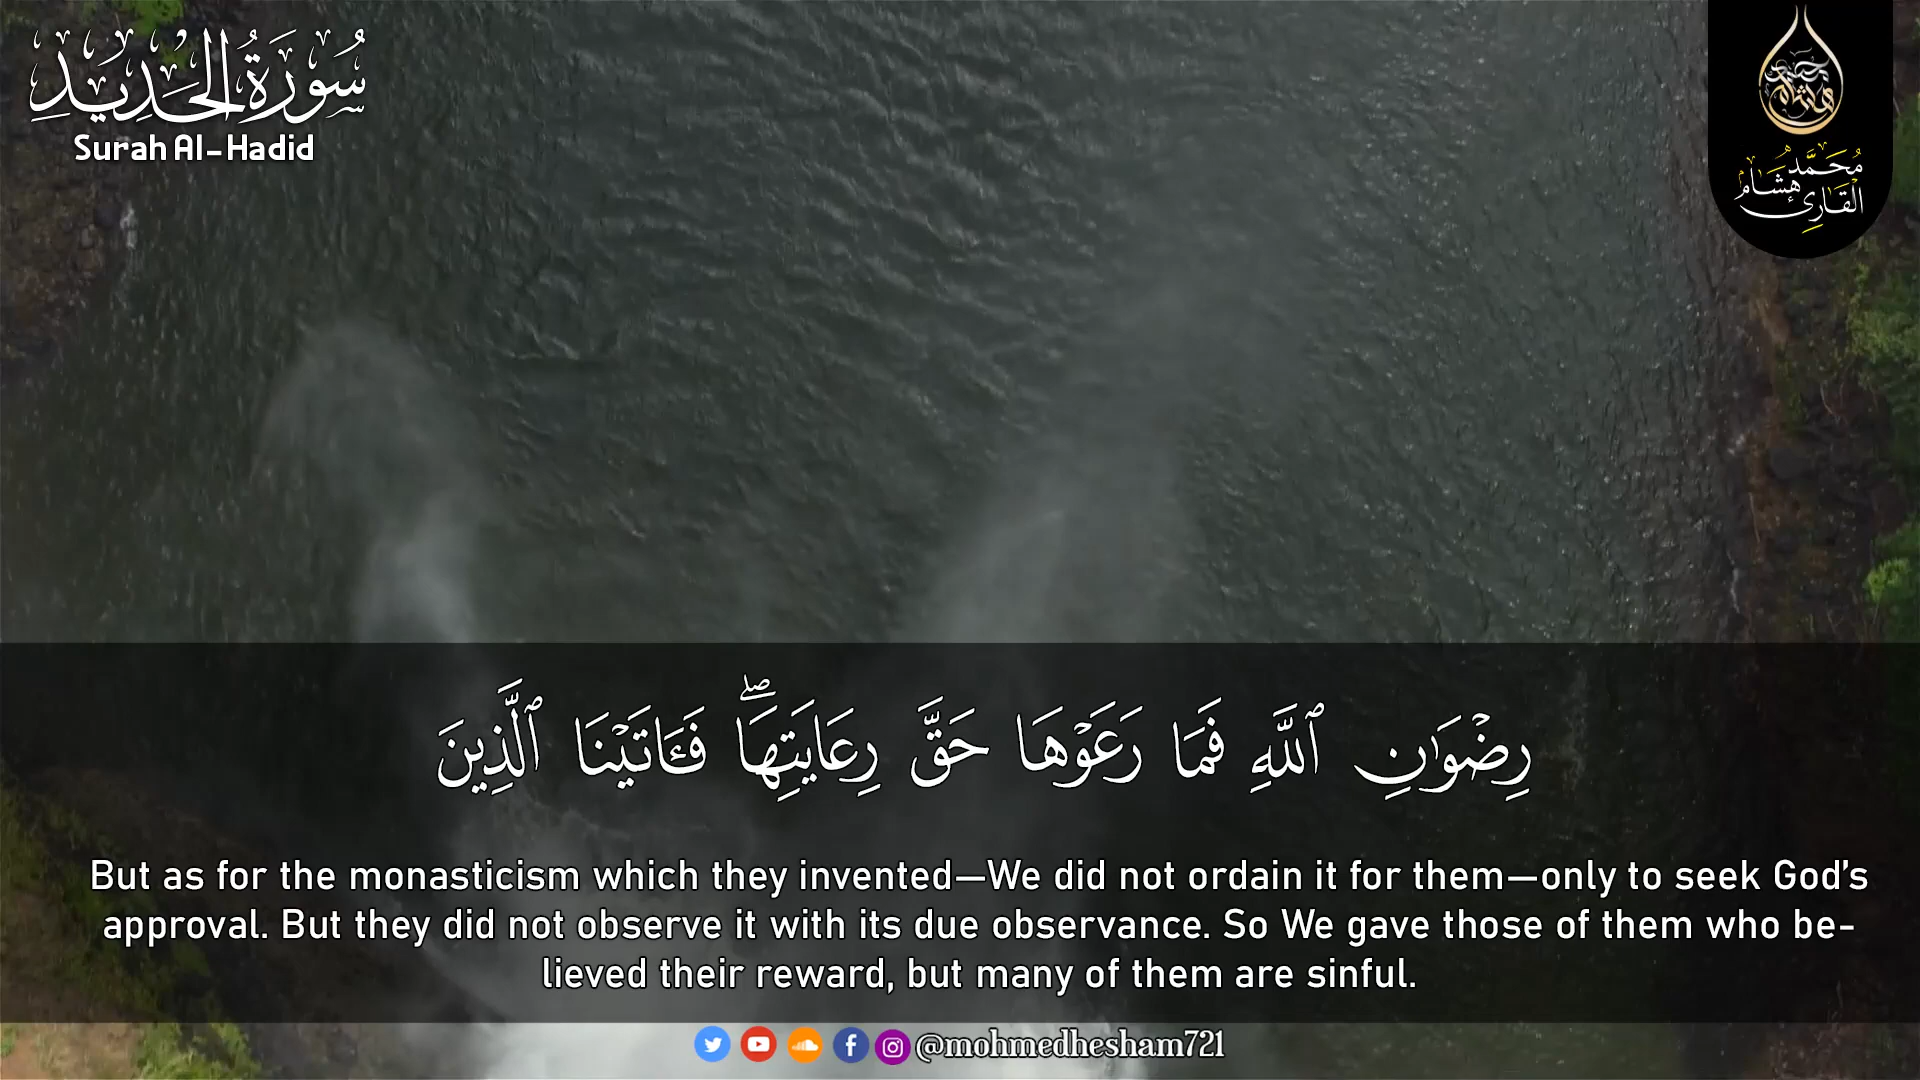 سُورَةُ الحَدِيدِ
Surah Al-Hadid
مُحَمَّد هِشَام
القَارِئ
رِضْوَٰنِ ٱللَّهِ فَمَا رَعَوْهَا حَقَّ رِعَايَتِهَاۖ فَـَٔاتَيْنَا ٱلَّذِينَ
But as for the monasticism which they invented—We did not ordain it for them—only to seek God’s
approval. But they did not observe it with its due observance. So We gave those of them who be-
lieved their reward, but many of them are sinful.
@mohmedhesham721